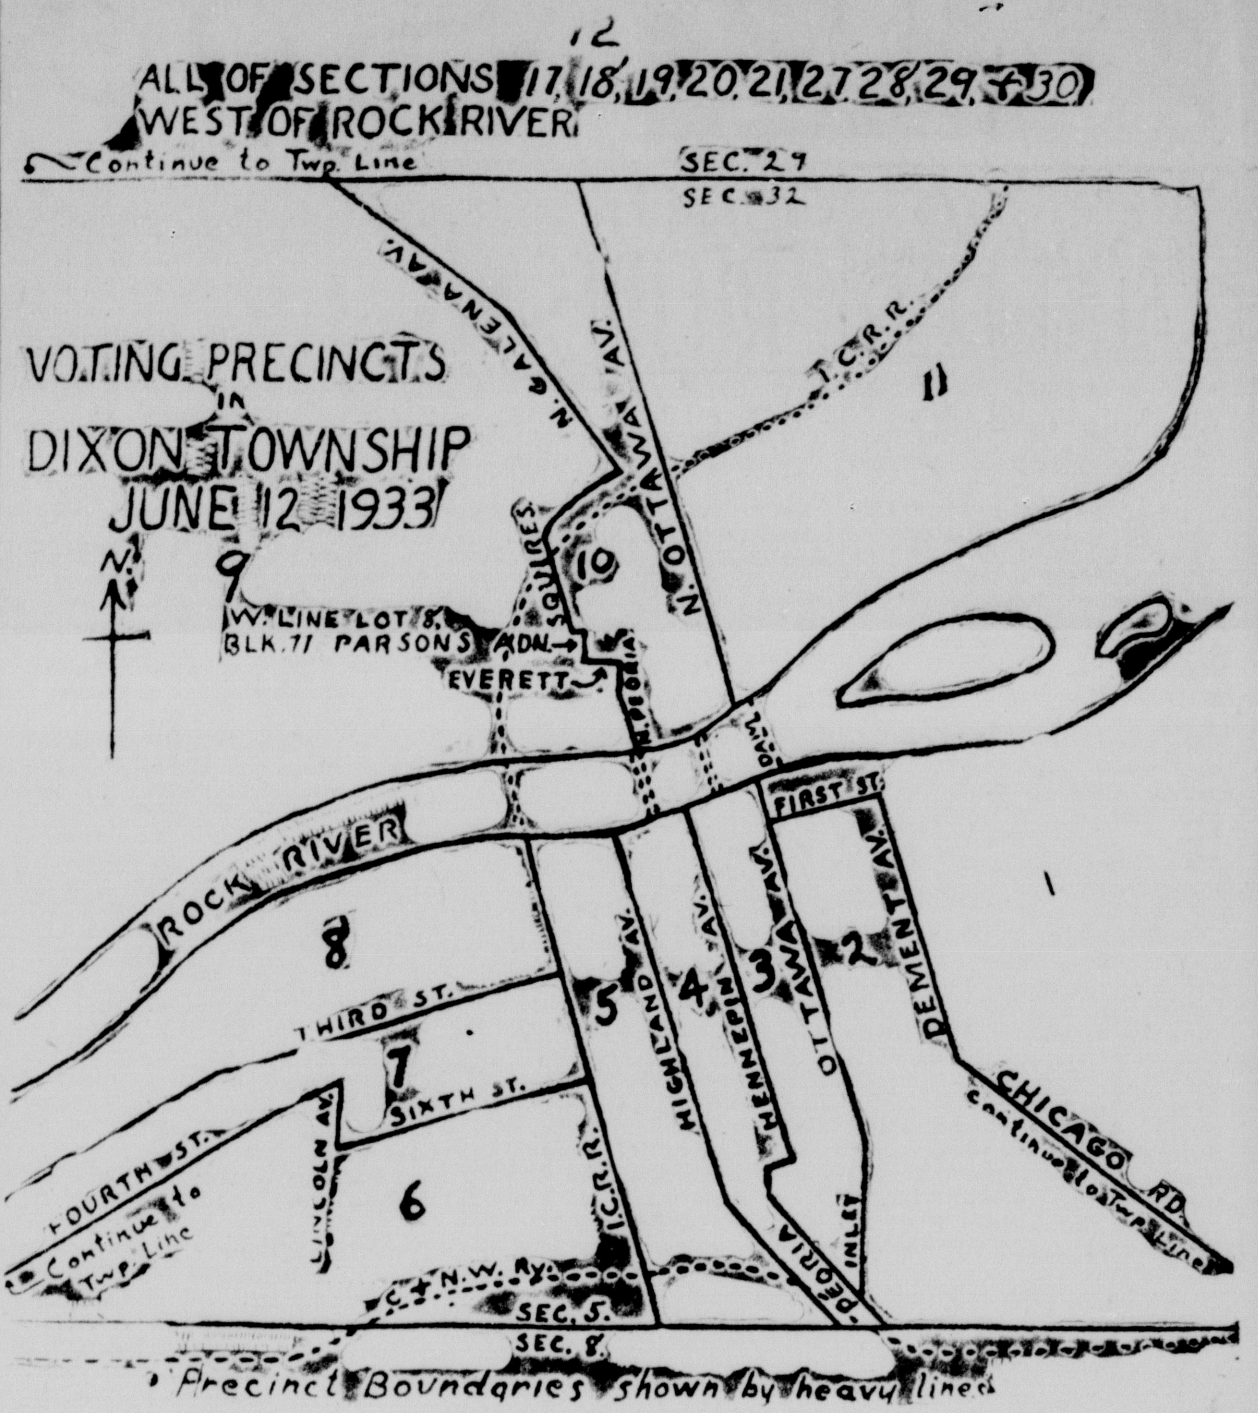 12
ALL OF SECTIONS 17, 18, 19, 20, 21, 27, 28, 29, + 30
WEST OF ROCK RIVER
Continue to Twp. Line
SEC. 29
SEC. 32
N. GALENA AV.
N. OTTAWA AV.
I.C.R.R.
11
VOTING PRECINCTS
IN
DIXON TOWNSHIP
JUNE 12 1933
N.
9
SQUIRES
10
W. LINE LOT 8,
BLK. 71 PARSONS ADN.
EVERETT
N. PEORIA
DAM
FIRST ST.
ROCK RIVER
8
THIRD ST.
5
HIGHLAND AV.
4
HENNEPIN AV.
3
OTTAWA AV.
2
DEMENT AV.
1
7
SIXTH ST.
FOURTH ST.
Continue to
Twp. Line
LINCOLN AV.
6
I.C.R.R.
PEORIA
PEORIA
INLEY
CHICAGO RD.
continue to Twp. Line
C + N.W. Ry.
SEC. 5.
SEC. 8.
Precinct Boundaries shown by heavy lines